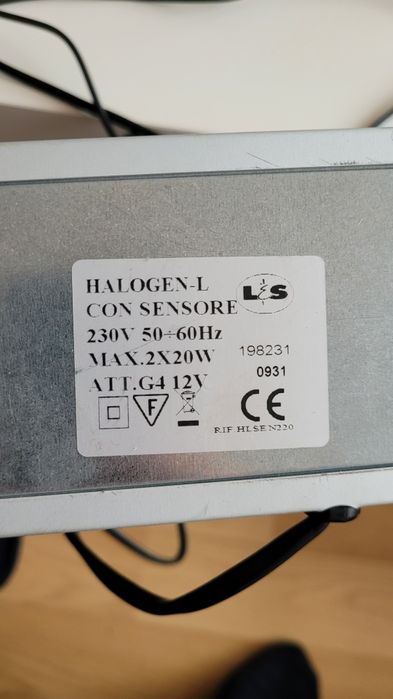 HALOGEN-L
L&S
CON SENSORE
230V 50÷60Hz
MAX.2X20W 198231
ATT.G4 12V 0931
F
CE
RIF HLSEN220